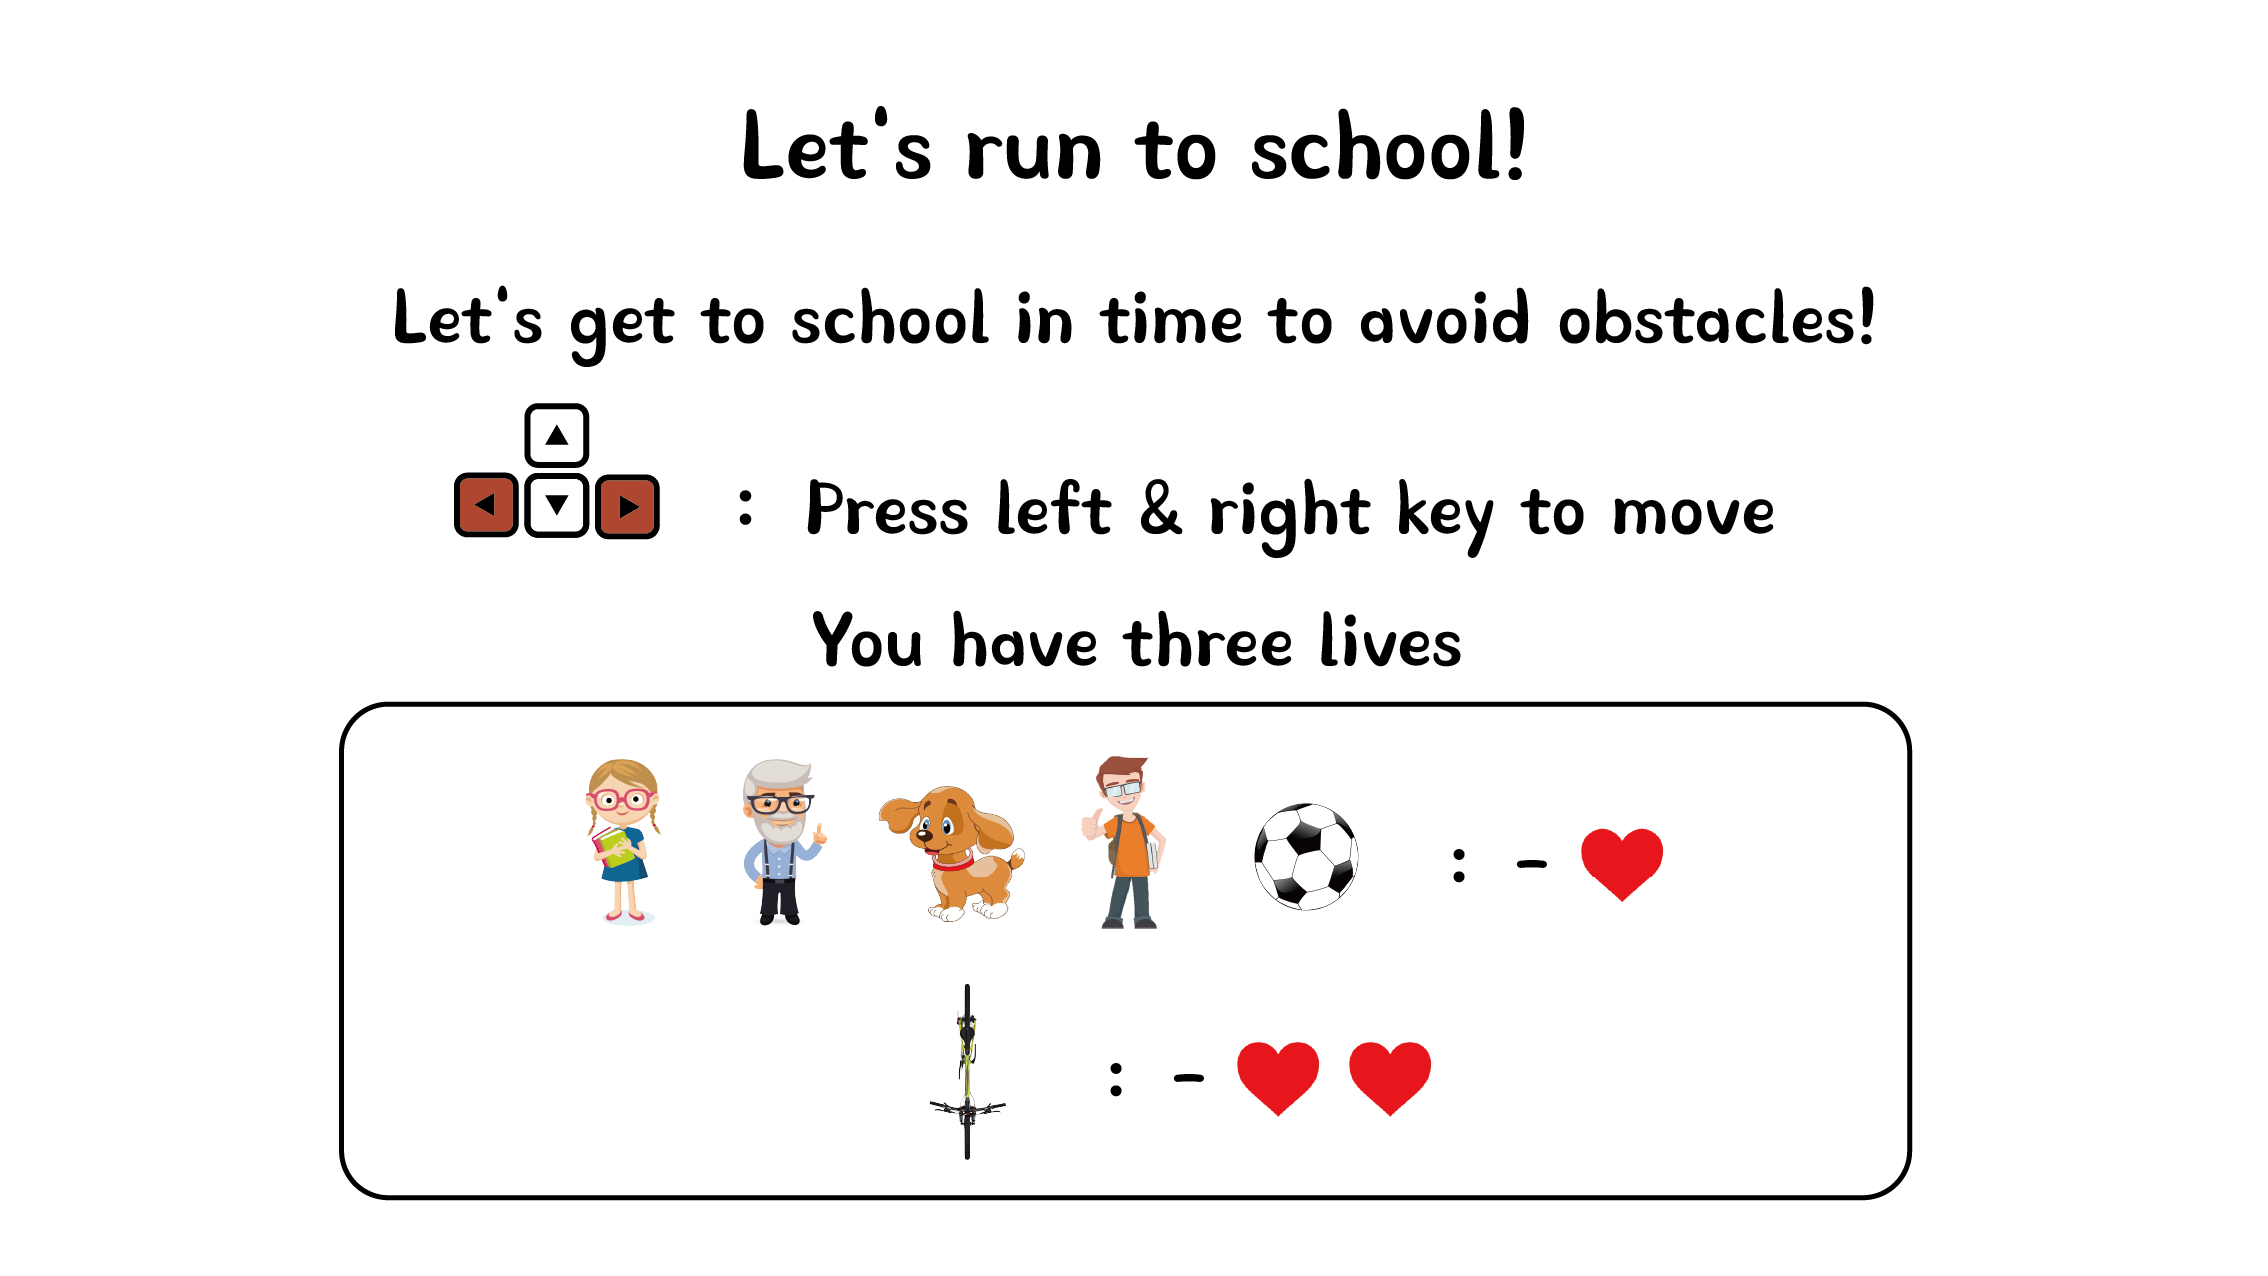 Let's run to school!
Let's get to school in time to avoid obstacles!
: Press left & right key to move
You have three lives
: -
: -